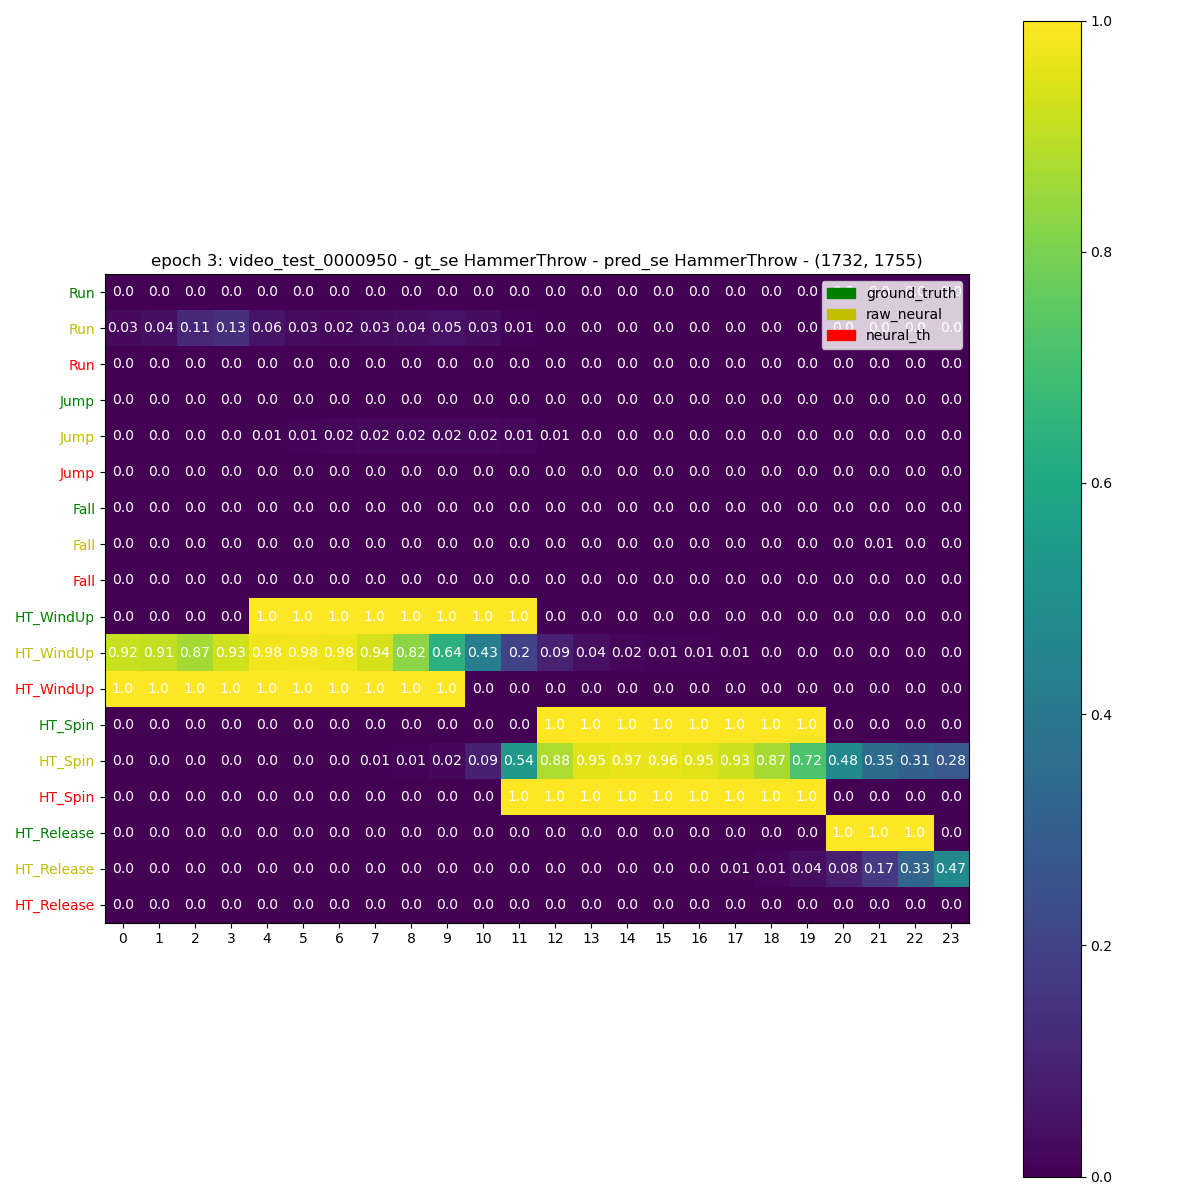 epoch 3: video_test_0000950 - gt_se HammerThrow - pred_se HammerThrow - (1732, 1755)
ground_truth
raw_neural
neural_th
Run 0.0 0.0 0.0 0.0 0.0 0.0 0.0 0.0 0.0 0.0 0.0 0.0 0.0 0.0 0.0 0.0 0.0 0.0 0.0 0.0 0.0
Run 0.03 0.04 0.11 0.13 0.06 0.03 0.02 0.03 0.04 0.05 0.03 0.01 0.0 0.0 0.0 0.0 0.0 0.0 0.0 0.0 0.0 0.0 0.0 0.0
Run 0.0 0.0 0.0 0.0 0.0 0.0 0.0 0.0 0.0 0.0 0.0 0.0 0.0 0.0 0.0 0.0 0.0 0.0 0.0 0.0 0.0 0.0 0.0 0.0
Jump 0.0 0.0 0.0 0.0 0.0 0.0 0.0 0.0 0.0 0.0 0.0 0.0 0.0 0.0 0.0 0.0 0.0 0.0 0.0 0.0 0.0 0.0 0.0 0.0
Jump 0.0 0.0 0.0 0.0 0.01 0.01 0.02 0.02 0.02 0.02 0.02 0.01 0.01 0.0 0.0 0.0 0.0 0.0 0.0 0.0 0.0 0.0 0.0 0.0
Jump 0.0 0.0 0.0 0.0 0.0 0.0 0.0 0.0 0.0 0.0 0.0 0.0 0.0 0.0 0.0 0.0 0.0 0.0 0.0 0.0 0.0 0.0 0.0 0.0
Fall 0.0 0.0 0.0 0.0 0.0 0.0 0.0 0.0 0.0 0.0 0.0 0.0 0.0 0.0 0.0 0.0 0.0 0.0 0.0 0.0 0.0 0.0 0.0 0.0
Fall 0.0 0.0 0.0 0.0 0.0 0.0 0.0 0.0 0.0 0.0 0.0 0.0 0.0 0.0 0.0 0.0 0.0 0.0 0.0 0.0 0.0 0.01 0.0 0.0
Fall 0.0 0.0 0.0 0.0 0.0 0.0 0.0 0.0 0.0 0.0 0.0 0.0 0.0 0.0 0.0 0.0 0.0 0.0 0.0 0.0 0.0 0.0 0.0 0.0
HT_WindUp 0.0 0.0 0.0 0.0 1.0 1.0 1.0 1.0 1.0 1.0 1.0 1.0 0.0 0.0 0.0 0.0 0.0 0.0 0.0 0.0 0.0 0.0 0.0 0.0
HT_WindUp 0.92 0.91 0.87 0.93 0.98 0.98 0.98 0.94 0.82 0.64 0.43 0.2 0.09 0.04 0.02 0.01 0.01 0.01 0.0 0.0 0.0 0.0 0.0 0.0
HT_WindUp 1.0 1.0 1.0 1.0 1.0 1.0 1.0 1.0 1.0 1.0 0.0 0.0 0.0 0.0 0.0 0.0 0.0 0.0 0.0 0.0 0.0 0.0 0.0 0.0
HT_Spin 0.0 0.0 0.0 0.0 0.0 0.0 0.0 0.0 0.0 0.0 0.0 0.0 1.0 1.0 1.0 1.0 1.0 1.0 1.0 1.0 0.0 0.0 0.0 0.0
HT_Spin 0.0 0.0 0.0 0.0 0.0 0.0 0.0 0.01 0.01 0.02 0.09 0.54 0.88 0.95 0.97 0.96 0.95 0.93 0.87 0.72 0.48 0.35 0.31 0.28
HT_Spin 0.0 0.0 0.0 0.0 0.0 0.0 0.0 0.0 0.0 0.0 0.0 1.0 1.0 1.0 1.0 1.0 1.0 1.0 1.0 1.0 0.0 0.0 0.0 0.0
HT_Release 0.0 0.0 0.0 0.0 0.0 0.0 0.0 0.0 0.0 0.0 0.0 0.0 0.0 0.0 0.0 0.0 0.0 0.0 0.0 0.0 1.0 1.0 1.0 0.0
HT_Release 0.0 0.0 0.0 0.0 0.0 0.0 0.0 0.0 0.0 0.0 0.0 0.0 0.0 0.0 0.0 0.0 0.0 0.01 0.01 0.04 0.08 0.17 0.33 0.47
HT_Release 0.0 0.0 0.0 0.0 0.0 0.0 0.0 0.0 0.0 0.0 0.0 0.0 0.0 0.0 0.0 0.0 0.0 0.0 0.0 0.0 0.0 0.0 0.0 0.0
0 1 2 3 4 5 6 7 8 9 10 11 12 13 14 15 16 17 18 19 20 21 22 23
1.0
0.8
0.6
0.4
0.2
0.0